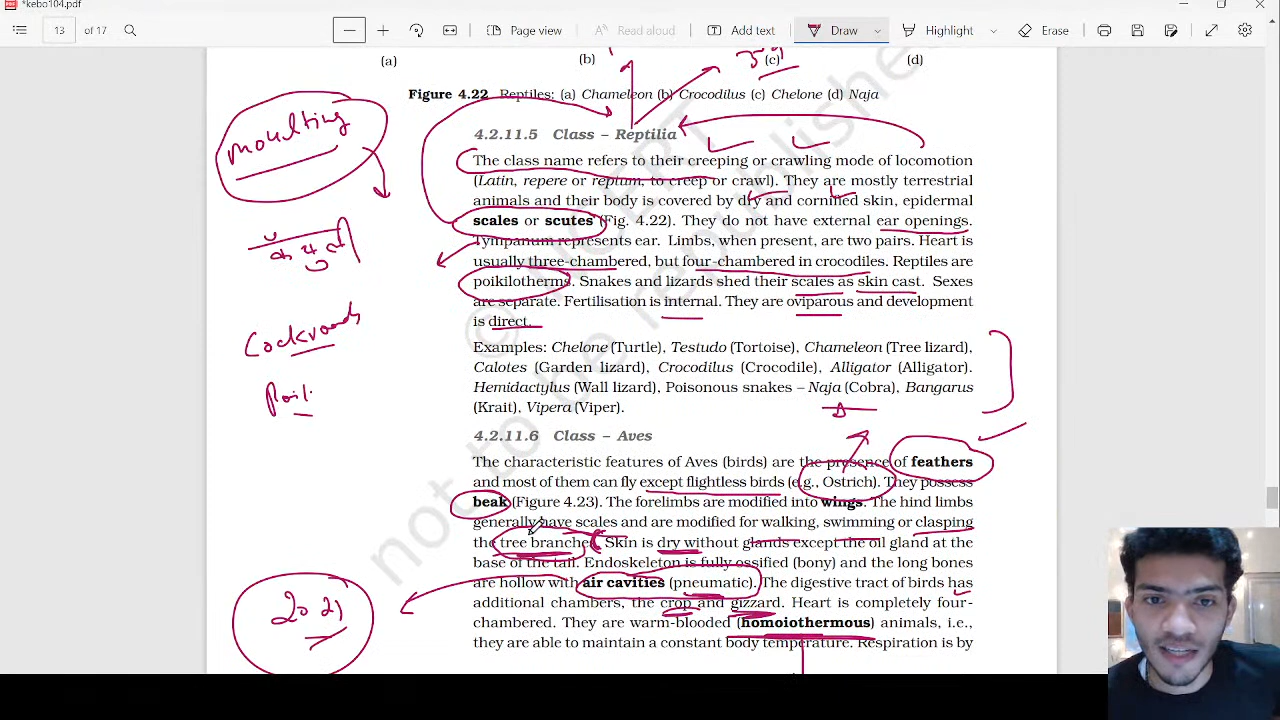 *kebo104.pdf
13 of 17 Page view Read aloud Add text Draw Highlight Erase
(a) (b) (c) (d)
Figure 4.22 Reptiles: (a) Chameleon (b) Crocodilus (c) Chelone (d) Naja
4.2.11.5 Class – Reptilia
The class name refers to their creeping or crawling mode of locomotion
(Latin, repere or reptum, to creep or crawl). They are mostly terrestrial
animals and their body is covered by dry and cornified skin, epidermal
scales or scutes (Fig. 4.22). They do not have external ear openings.
Tympanum represents ear. Limbs, when present, are two pairs. Heart is
usually three-chambered, but four-chambered in crocodiles. Reptiles are
poikilotherms. Snakes and lizards shed their scales as skin cast. Sexes
are separate. Fertilisation is internal. They are oviparous and development
is direct.
Examples: Chelone (Turtle), Testudo (Tortoise), Chameleon (Tree lizard),
Calotes (Garden lizard), Crocodilus (Crocodile), Alligator (Alligator).
Hemidactylus (Wall lizard), Poisonous snakes – Naja (Cobra), Bangarus
(Krait), Vipera (Viper).
4.2.11.6 Class – Aves
The characteristic features of Aves (birds) are the presence of feathers
and most of them can fly except flightless birds (e.g., Ostrich). They possess
beak (Figure 4.23). The forelimbs are modified into wings. The hind limbs
generally have scales and are modified for walking, swimming or clasping
the tree branches. Skin is dry without glands except the oil gland at the
base of the tail. Endoskeleton is fully ossified (bony) and the long bones
are hollow with air cavities (pneumatic). The digestive tract of birds has
additional chambers, the crop and gizzard. Heart is completely four-
chambered. They are warm-blooded (homoiothermous) animals, i.e.,
they are able to maintain a constant body temperature. Respiration is by
moulting
Poil
2021
© NCERT
not to be republished